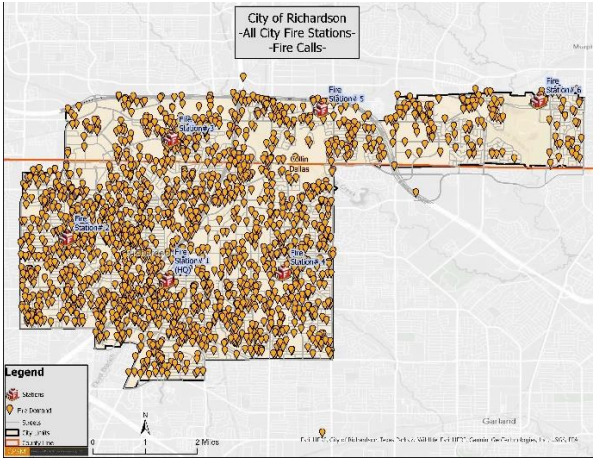 City of Richardson
-All City Fire Stations-
-Fire Calls-
Fire
Station# 5
Fire
Station# 6
Fire
Station# 3
Collin
Dallas
Fire
Station# 2
Fire
Station# 1
(HQ)
Fire
Station# 4
Legend
Stations
Fire Demand
Streets
City Limits
County Line
N
0 1 2 Miles
Garland